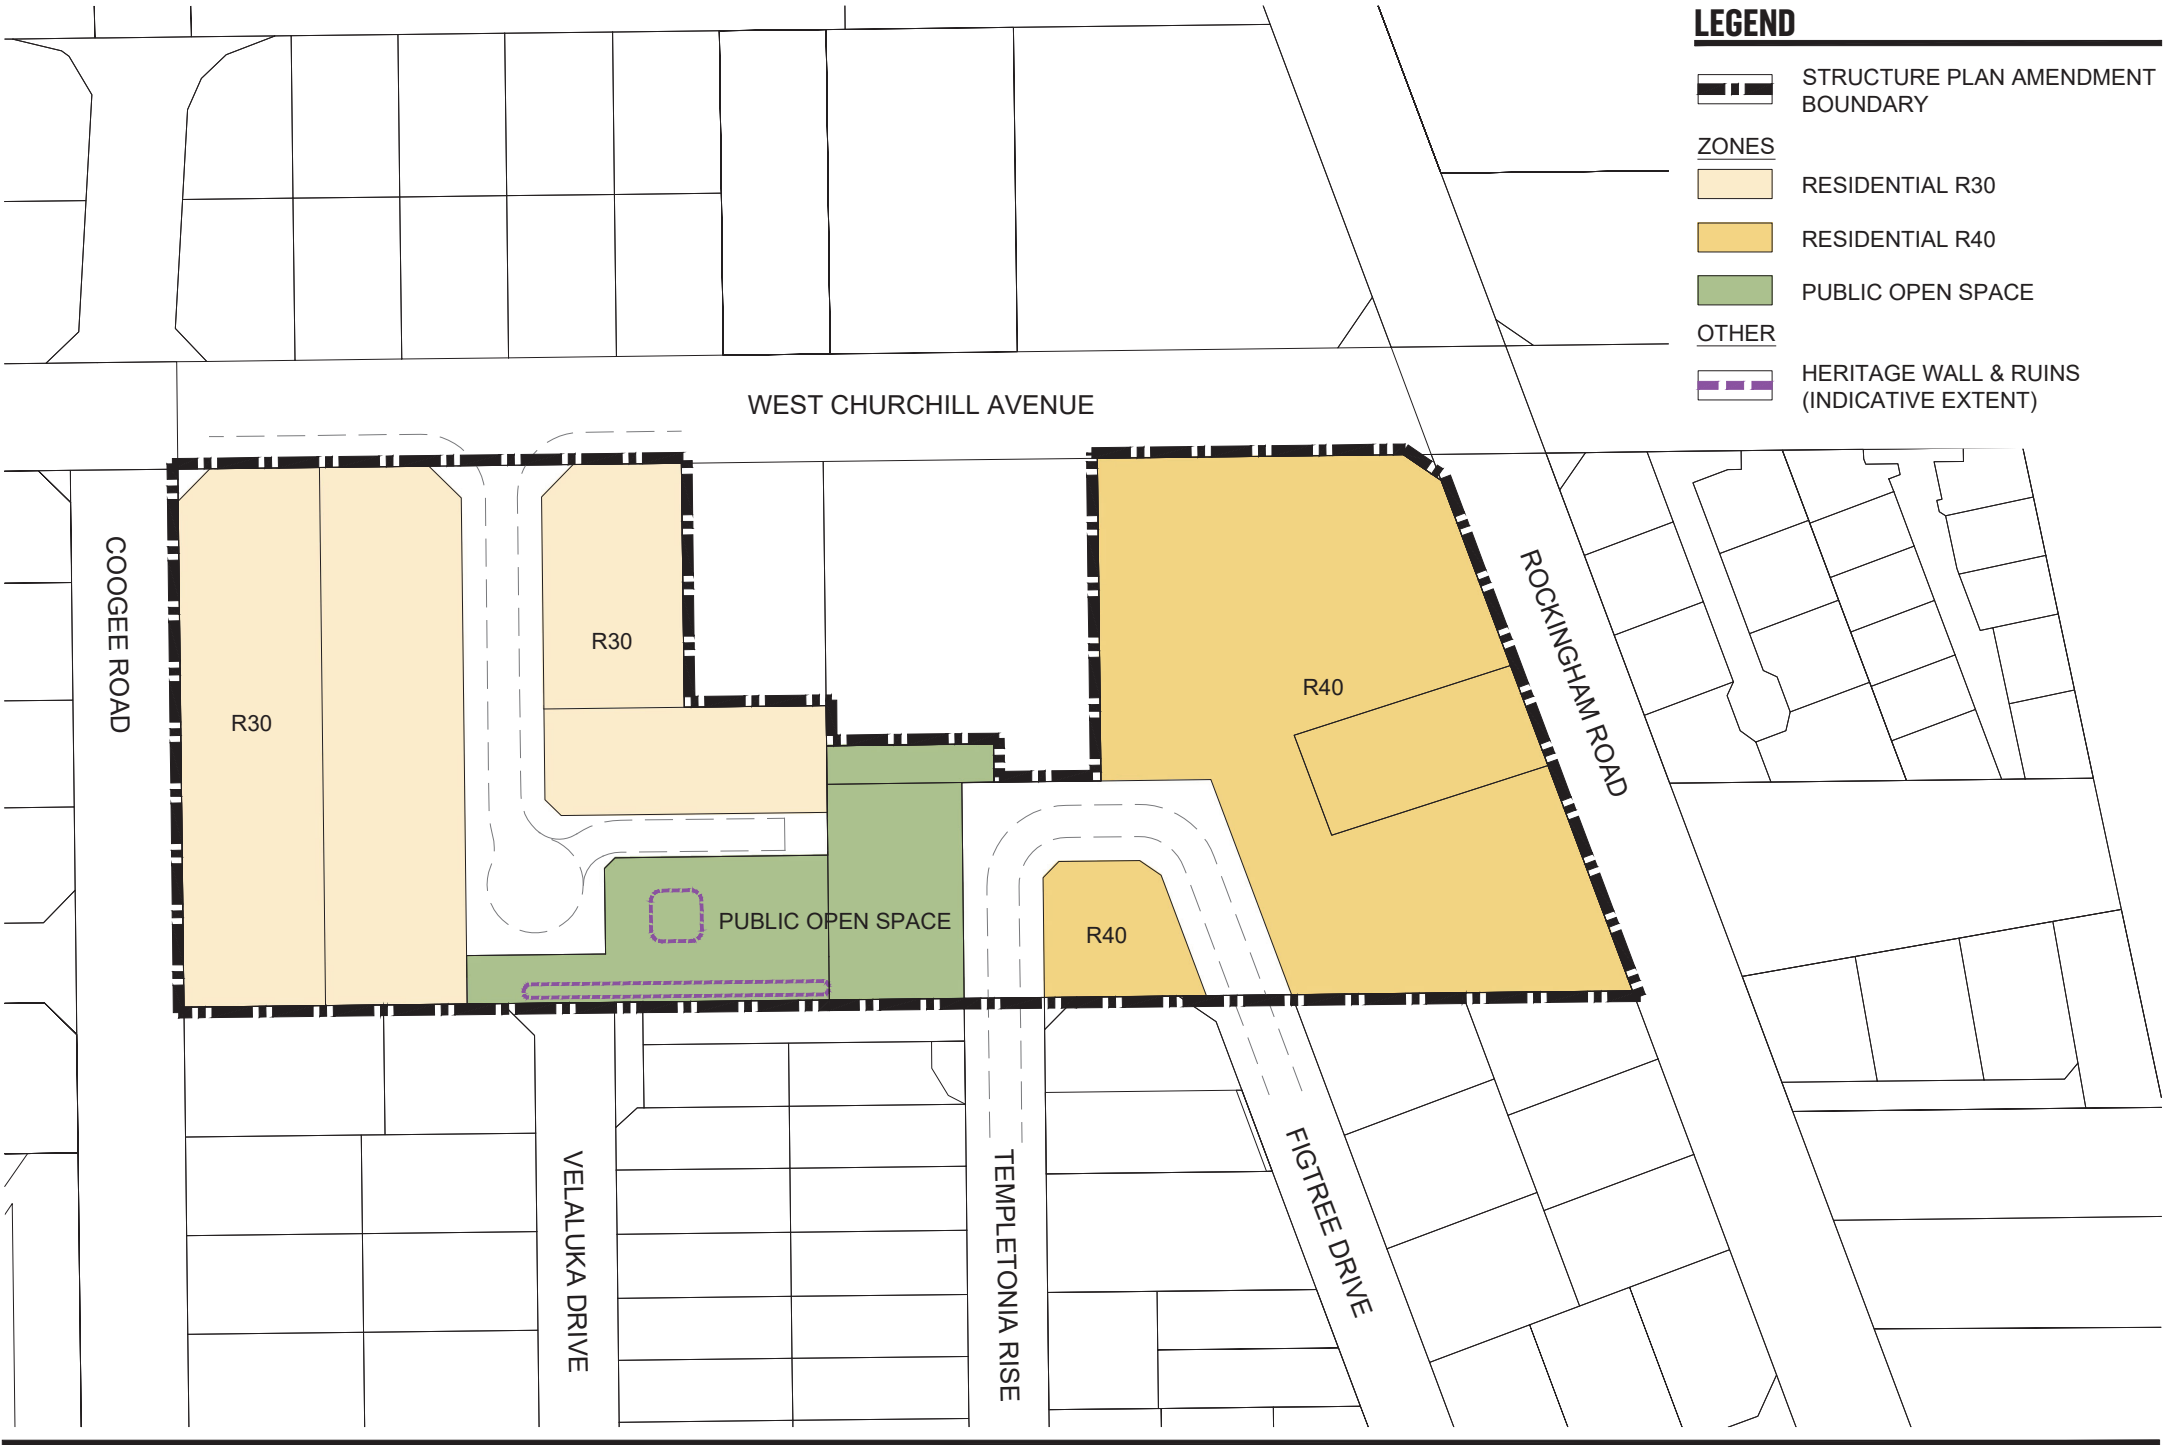 LEGEND
STRUCTURE PLAN AMENDMENT
BOUNDARY
ZONES
RESIDENTIAL R30
RESIDENTIAL R40
PUBLIC OPEN SPACE
OTHER
HERITAGE WALL & RUINS
(INDICATIVE EXTENT)
WEST CHURCHILL AVENUE
COOGEE ROAD
R30
R30
R40
ROCKINGHAM ROAD
PUBLIC OPEN SPACE
R40
VELALUKA DRIVE
TEMPLETONIA RISE
FIGTREE DRIVE